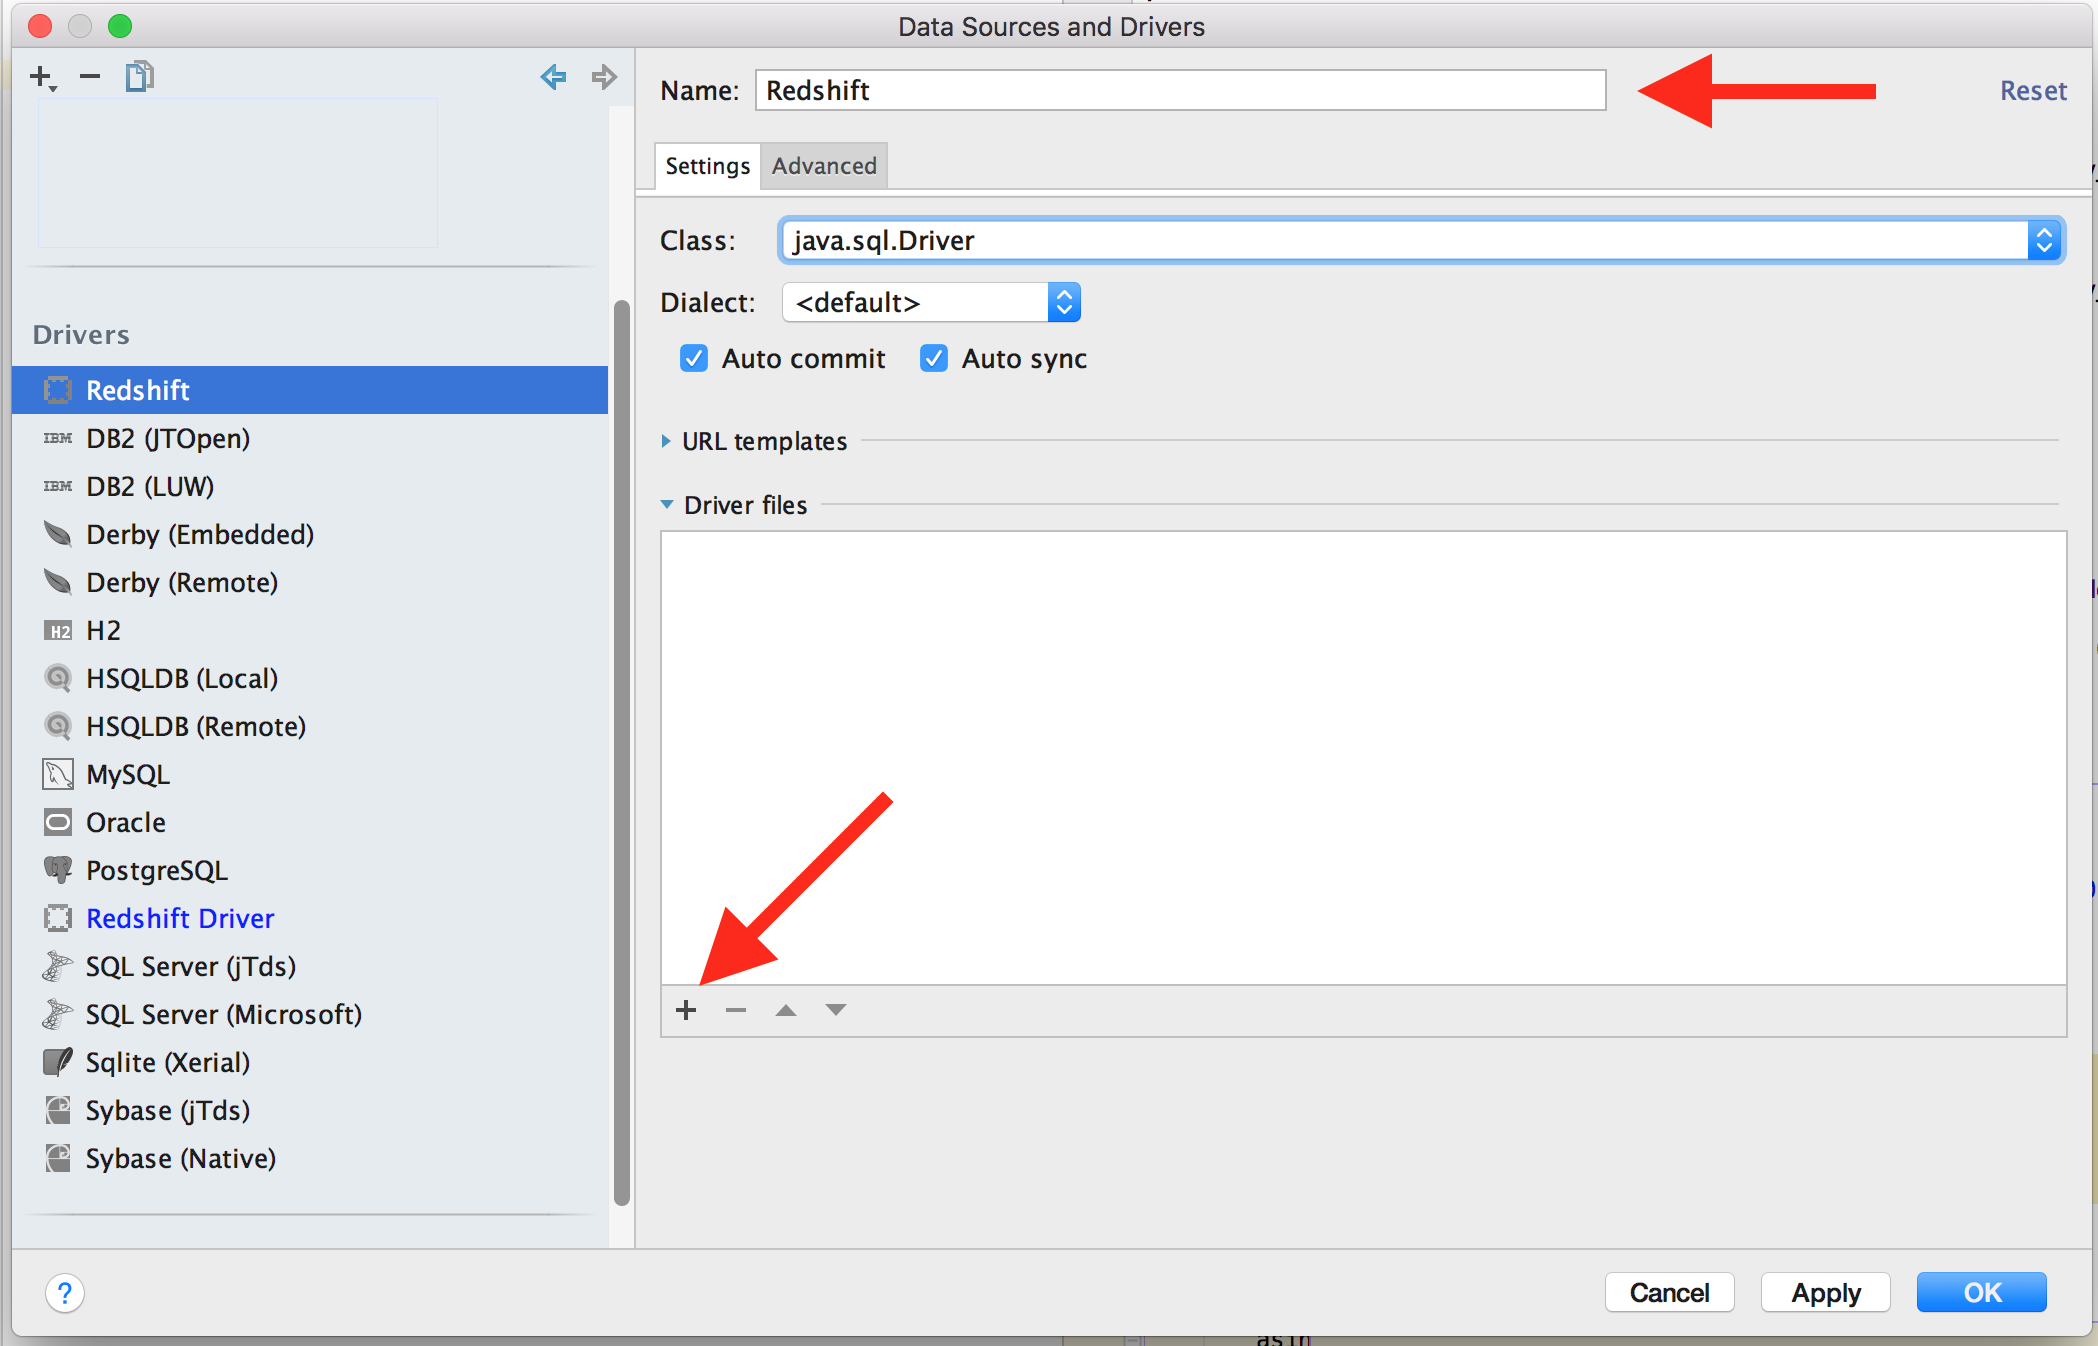 Data Sources and Drivers
Name: Redshift
Reset
Settings Advanced
Class: java.sql.Driver
Dialect: <default>
Auto commit Auto sync
URL templates
Driver files
Drivers
Redshift
IBM DB2 (JTOpen)
IBM DB2 (LUW)
Derby (Embedded)
Derby (Remote)
H2 H2
HSQLDB (Local)
HSQLDB (Remote)
MySQL
Oracle
PostgreSQL
Redshift Driver
SQL Server (jTds)
SQL Server (Microsoft)
Sqlite (Xerial)
Sybase (jTds)
Sybase (Native)
? Cancel Apply OK